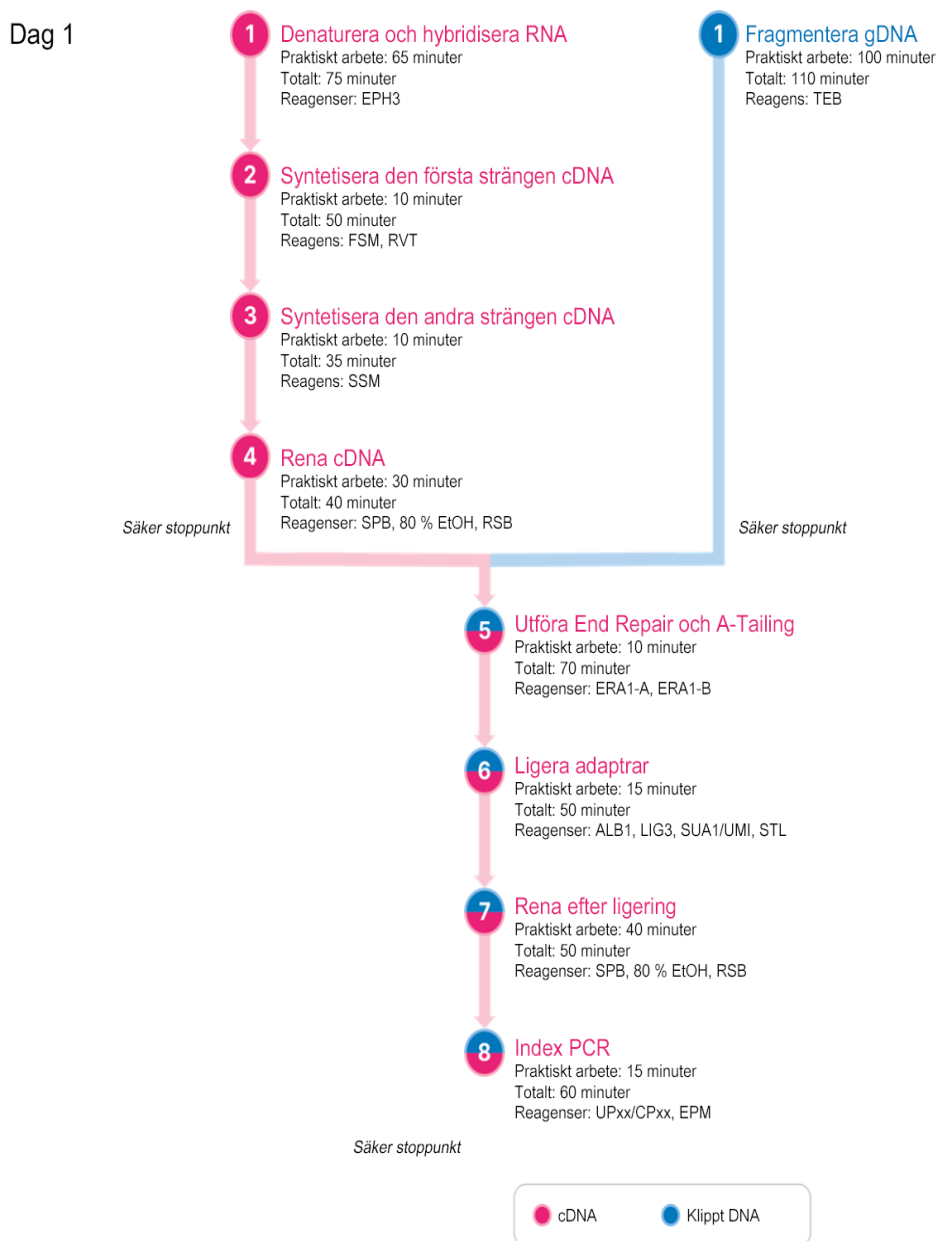 Dag 1
1
Denaturera och hybridisera RNA
Praktiskt arbete: 65 minuter
Totalt: 75 minuter
Reagenser: EPH3
1
Fragmentera gDNA
Praktiskt arbete: 100 minuter
Totalt: 110 minuter
Reagens: TEB
2
Syntetisera den första strängen cDNA
Praktiskt arbete: 10 minuter
Totalt: 50 minuter
Reagens: FSM, RVT
3
Syntetisera den andra strängen cDNA
Praktiskt arbete: 10 minuter
Totalt: 35 minuter
Reagens: SSM
4
Rena cDNA
Praktiskt arbete: 30 minuter
Totalt: 40 minuter
Reagenser: SPB, 80 % EtOH, RSB
Säker stoppunkt
Säker stoppunkt
5
Utföra End Repair och A-Tailing
Praktiskt arbete: 10 minuter
Totalt: 70 minuter
Reagenser: ERA1-A, ERA1-B
6
Ligera adaptrar
Praktiskt arbete: 15 minuter
Totalt: 50 minuter
Reagenser: ALB1, LIG3, SUA1/UMI, STL
7
Rena efter ligering
Praktiskt arbete: 40 minuter
Totalt: 50 minuter
Reagenser: SPB, 80 % EtOH, RSB
8
Index PCR
Praktiskt arbete: 15 minuter
Totalt: 60 minuter
Reagenser: UPxx/CPxx, EPM
Säker stoppunkt
cDNA
Klippt DNA